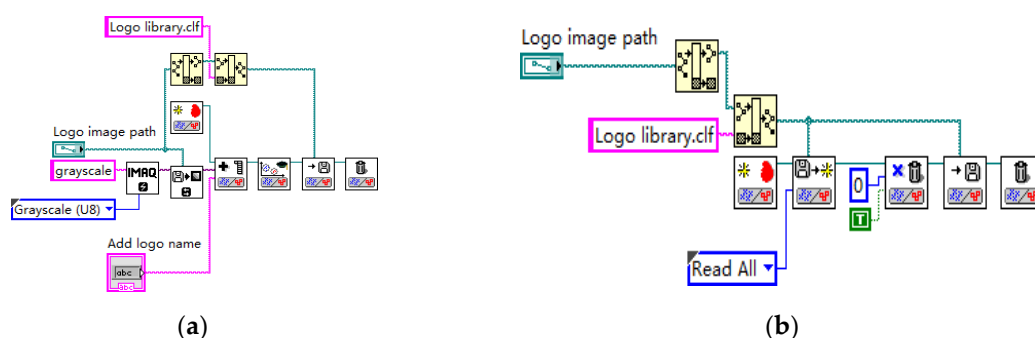 Logo library.clf
Logo image path
grayscale
IMAQ
Grayscale (U8)
Add logo name
abc
abc
(a)
Logo image path
Logo library.clf
0
T
Read All
(b)